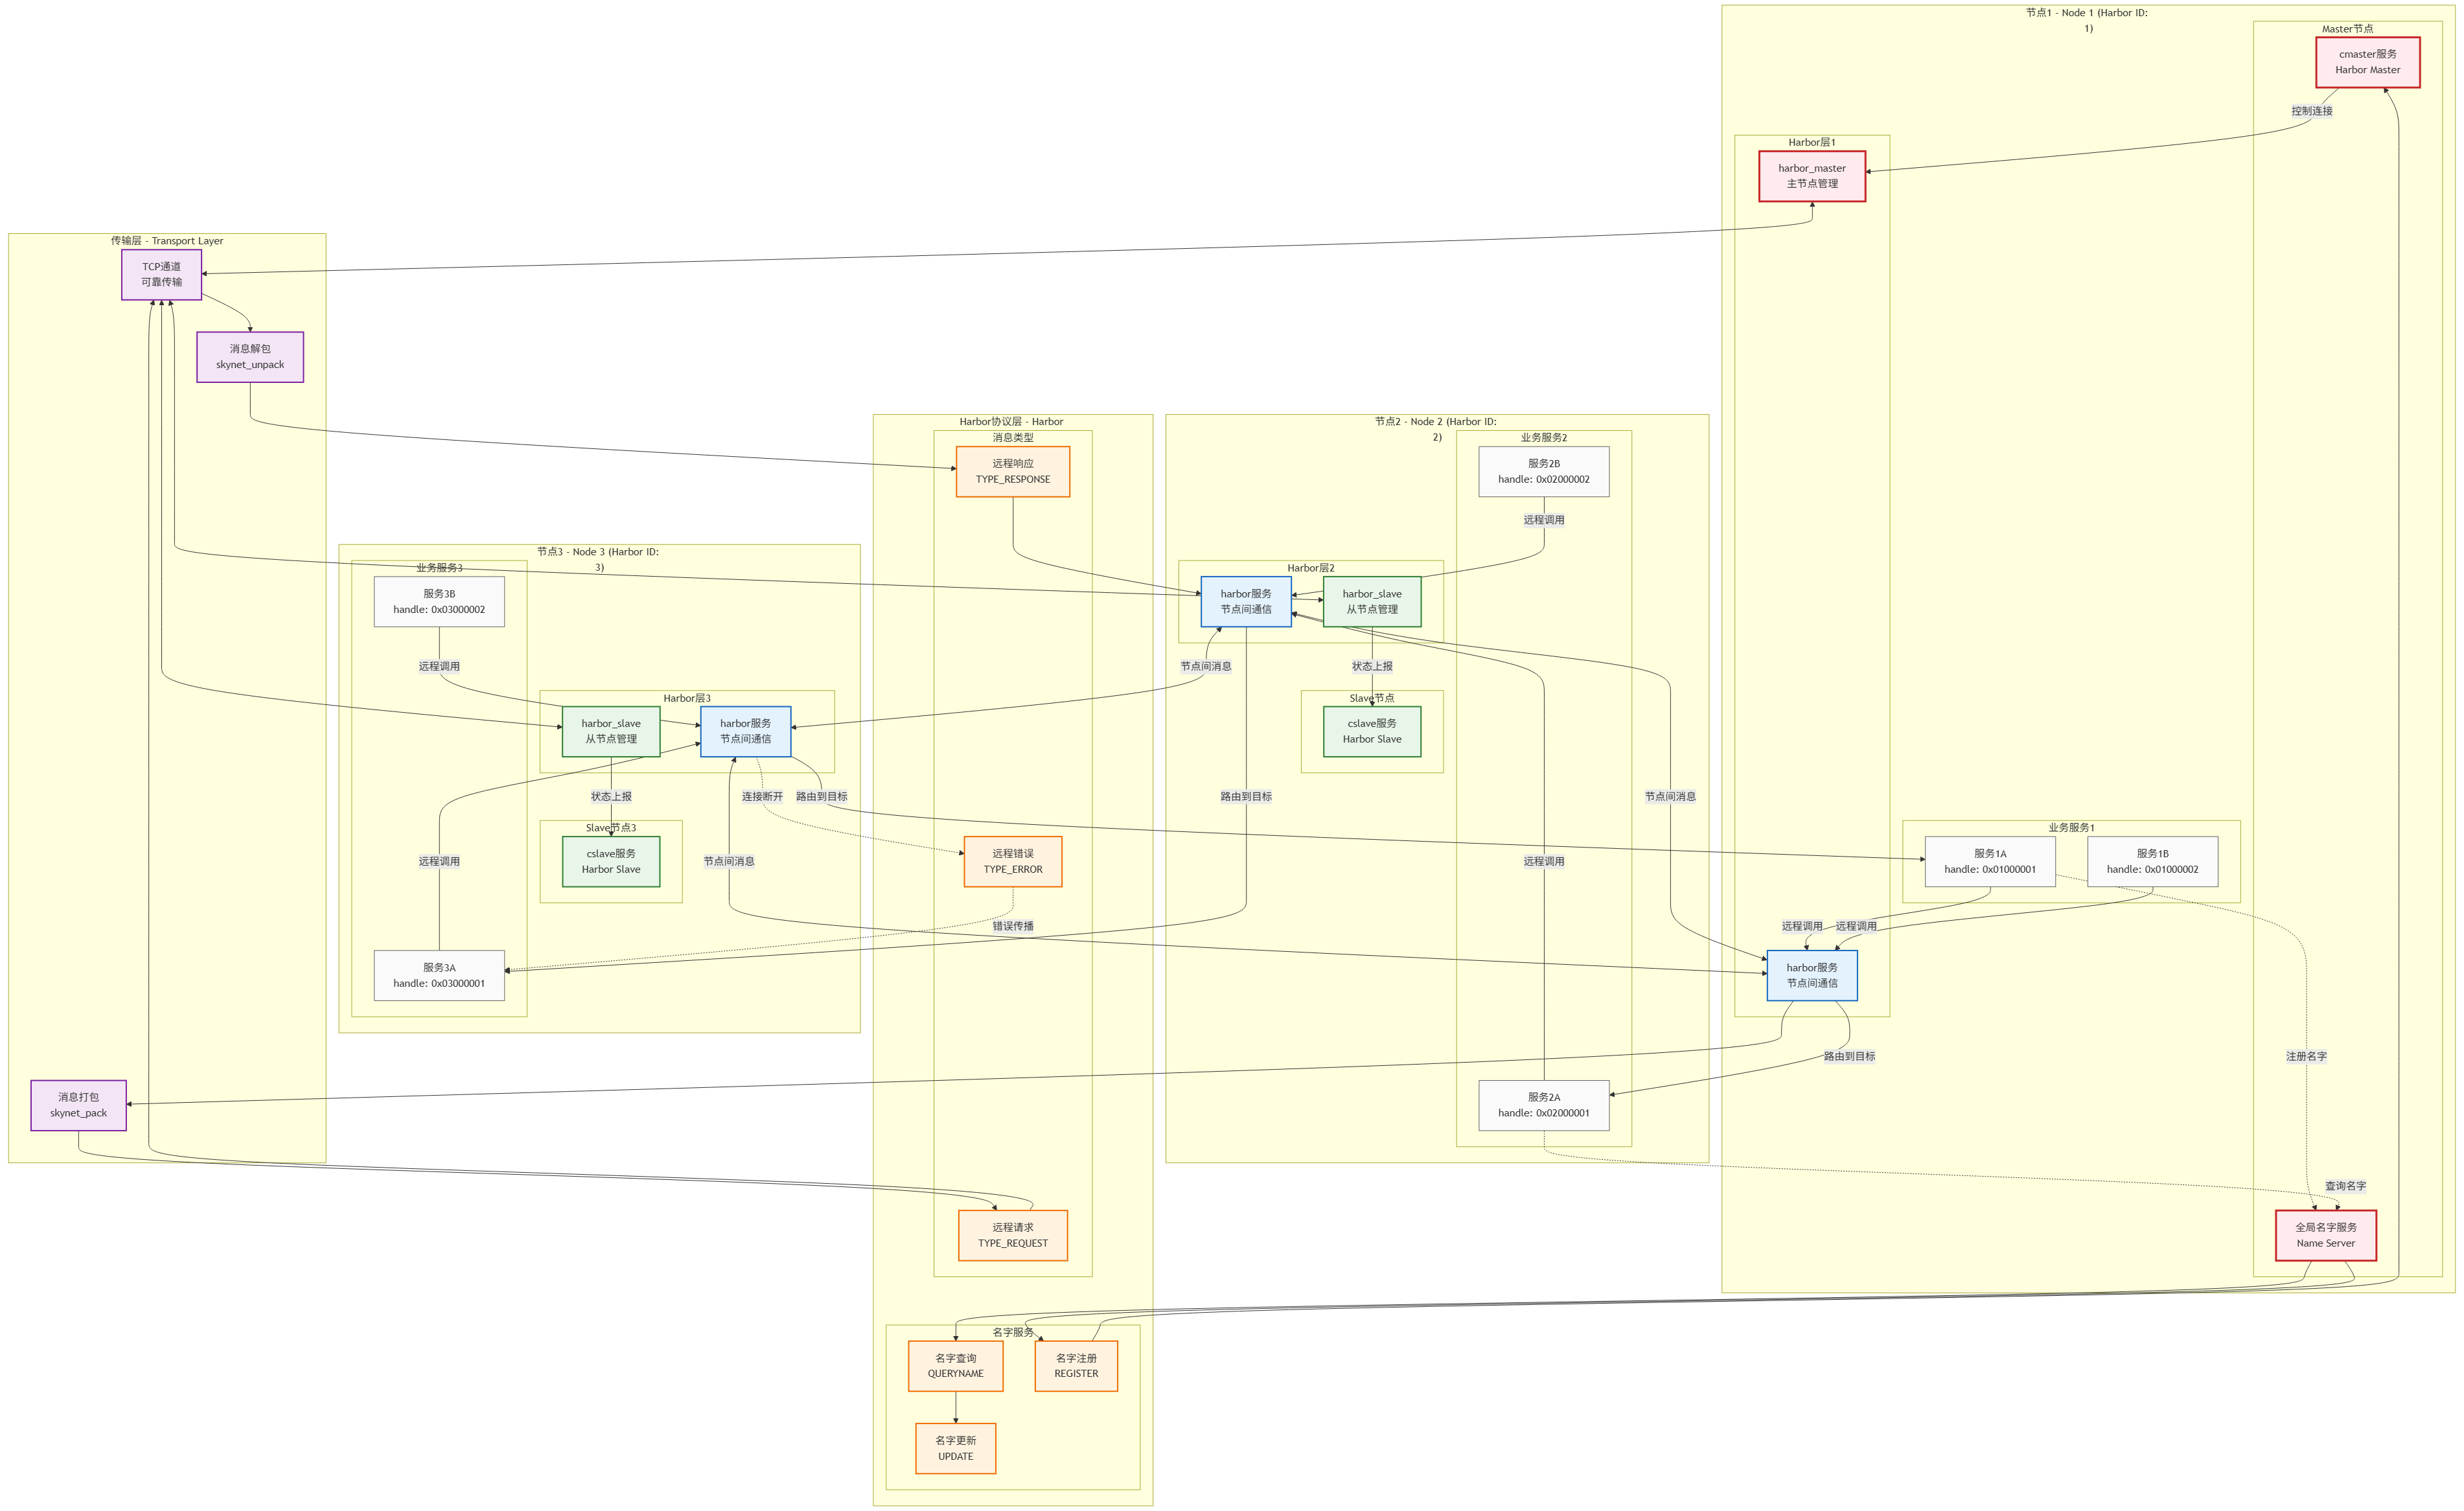 节点1 - Node 1 (Harbor ID:
1)
Master节点
cmaster服务
Harbor Master
控制连接
Harbor层1
harbor_master
主节点管理
传输层 - Transport Layer
TCP通道
可靠传输
消息解包
skynet_unpack
Harbor协议层 - Harbor
消息类型
远程响应
TYPE_RESPONSE
节点2 - Node 2 (Harbor ID:
2)
业务服务2
服务2B
handle: 0x02000002
远程调用
节点3 - Node 3 (Harbor ID:
3)
业务服务3
服务3B
handle: 0x03000002
远程调用
Harbor层2
harbor服务
节点间通信
harbor_slave
从节点管理
节点间消息
状态上报
Slave节点
cslave服务
Harbor Slave
Harbor层3
harbor_slave
从节点管理
harbor服务
节点间通信
状态上报
连接断开
路由到目标
路由到目标
节点间消息
Slave节点3
cslave服务
Harbor Slave
远程调用
节点间消息
远程错误
TYPE_ERROR
远程调用
业务服务1
服务1A
handle: 0x01000001
服务1B
handle: 0x01000002
错误传播
远程调用
远程调用
服务3A
handle: 0x03000001
harbor服务
节点间通信
路由到目标
注册名字
消息打包
skynet_pack
服务2A
handle: 0x02000001
查询名字
远程请求
TYPE_REQUEST
全局名字服务
Name Server
名字服务
名字查询
QUERYNAME
名字注册
REGISTER
名字更新
UPDATE